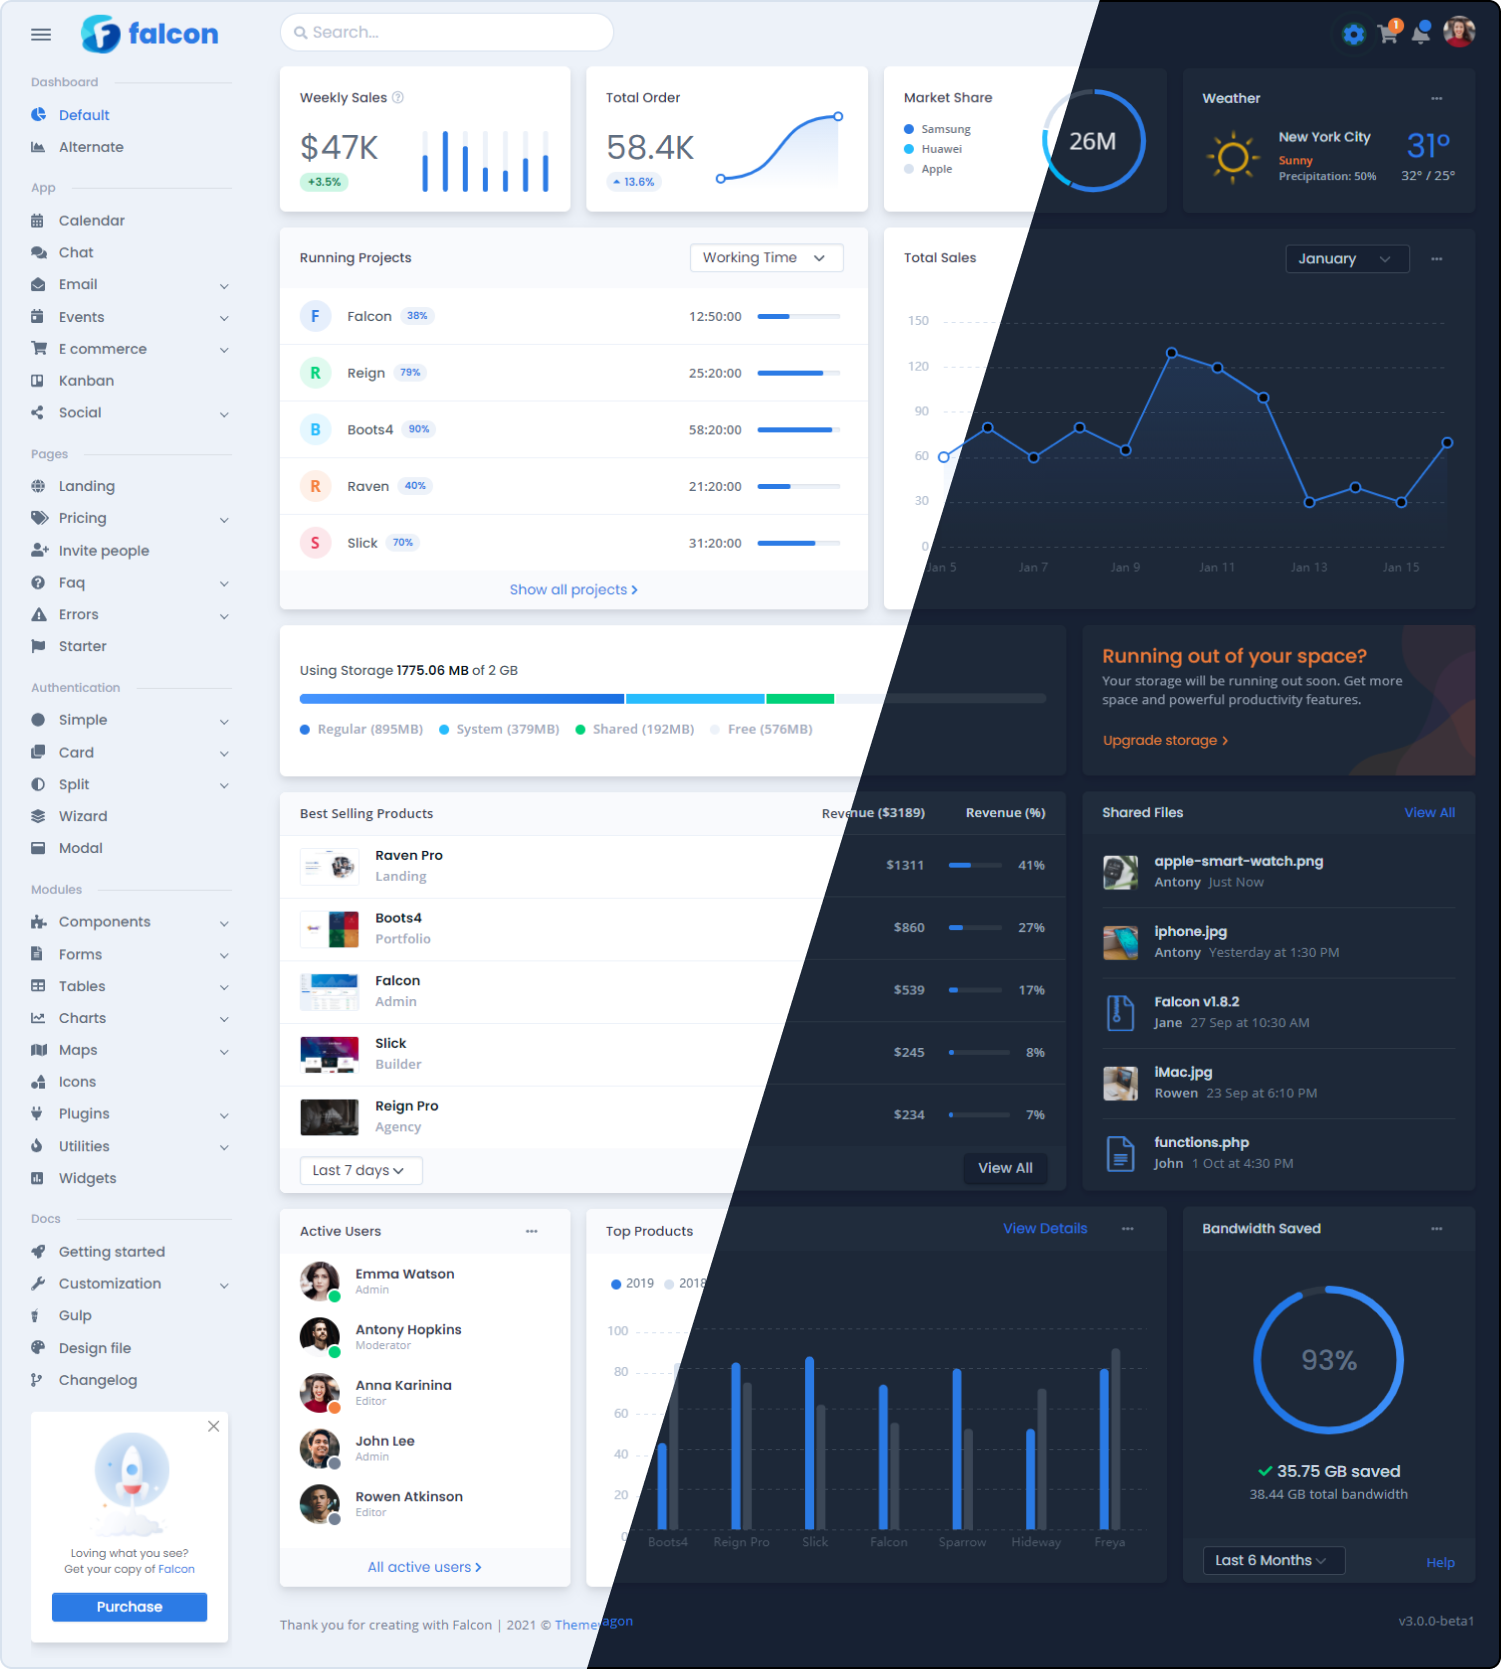 falcon
Search...
1
Dashboard
Default
Alternate
App
Calendar
Chat
Email
Events
E commerce
Kanban
Social
Pages
Landing
Pricing
Invite people
Faq
Errors
Starter
Authentication
Simple
Card
Split
Wizard
Modal
Modules
Components
Forms
Tables
Charts
Maps
Icons
Plugins
Utilities
Widgets
Docs
Getting started
Customization
Gulp
Design file
Changelog
Loving what you see?
Get your copy of Falcon
Purchase
Weekly Sales
$47K
+3.5%
Total Order
58.4K
13.6%
Market Share
Samsung
Huawei
Apple
26M
Weather
New York City
Sunny
Precipitation: 50%
31°
32° / 25°
Running Projects
Working Time
F Falcon 38% 12:50:00
R Reign 79% 25:20:00
B Boots4 90% 58:20:00
R Raven 40% 21:20:00
S Slick 70% 31:20:00
Show all projects
Total Sales
January
150
120
90
60
30
0
Jan 5 Jan 7 Jan 9 Jan 11 Jan 13 Jan 15
Using Storage 1775.06 MB of 2 GB
Regular (895MB) System (379MB) Shared (192MB) Free (576MB)
Running out of your space?
Your storage will be running out soon. Get more
space and powerful productivity features.
Upgrade storage
Best Selling Products Revenue ($3189) Revenue (%)
Raven Pro
Landing
$1311 41%
Boots4
Portfolio
$860 27%
Falcon
Admin
$539 17%
Slick
Builder
$245 8%
Reign Pro
Agency
$234 7%
Last 7 days
View All
Shared Files View All
apple-smart-watch.png
Antony Just Now
iphone.jpg
Antony Yesterday at 1:30 PM
Falcon v1.8.2
Jane 27 Sep at 10:30 AM
iMac.jpg
Rowen 23 Sep at 6:10 PM
functions.php
John 1 Oct at 4:30 PM
Active Users
Emma Watson
Admin
Antony Hopkins
Moderator
Anna Karinina
Editor
John Lee
Admin
Rowen Atkinson
Editor
All active users
Top Products View Details
2019 2018
100
80
60
40
20
0
Boots4 Reign Pro Slick Falcon Sparrow Hideway Freya
Bandwidth Saved
93%
35.75 GB saved
38.44 GB total bandwidth
Last 6 Months
Help
Thank you for creating with Falcon | 2021 ©
v3.0.0-beta1